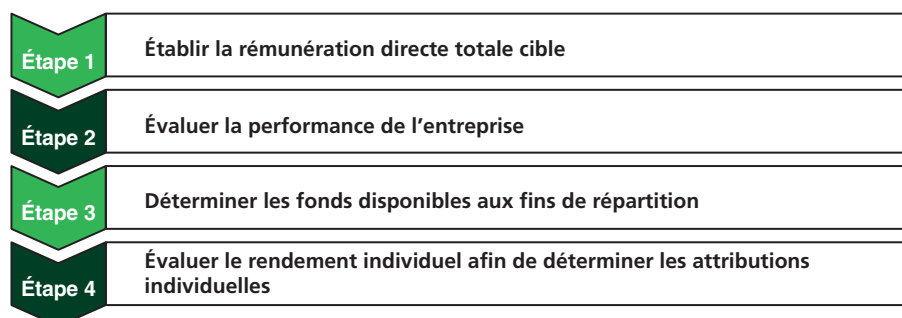 Étape 1
Établir la rémunération directe totale cible
Étape 2
Évaluer la performance de l'entreprise
Étape 3
Déterminer les fonds disponibles aux fins de répartition
Étape 4
Évaluer le rendement individuel afin de déterminer les attributions
individuelles